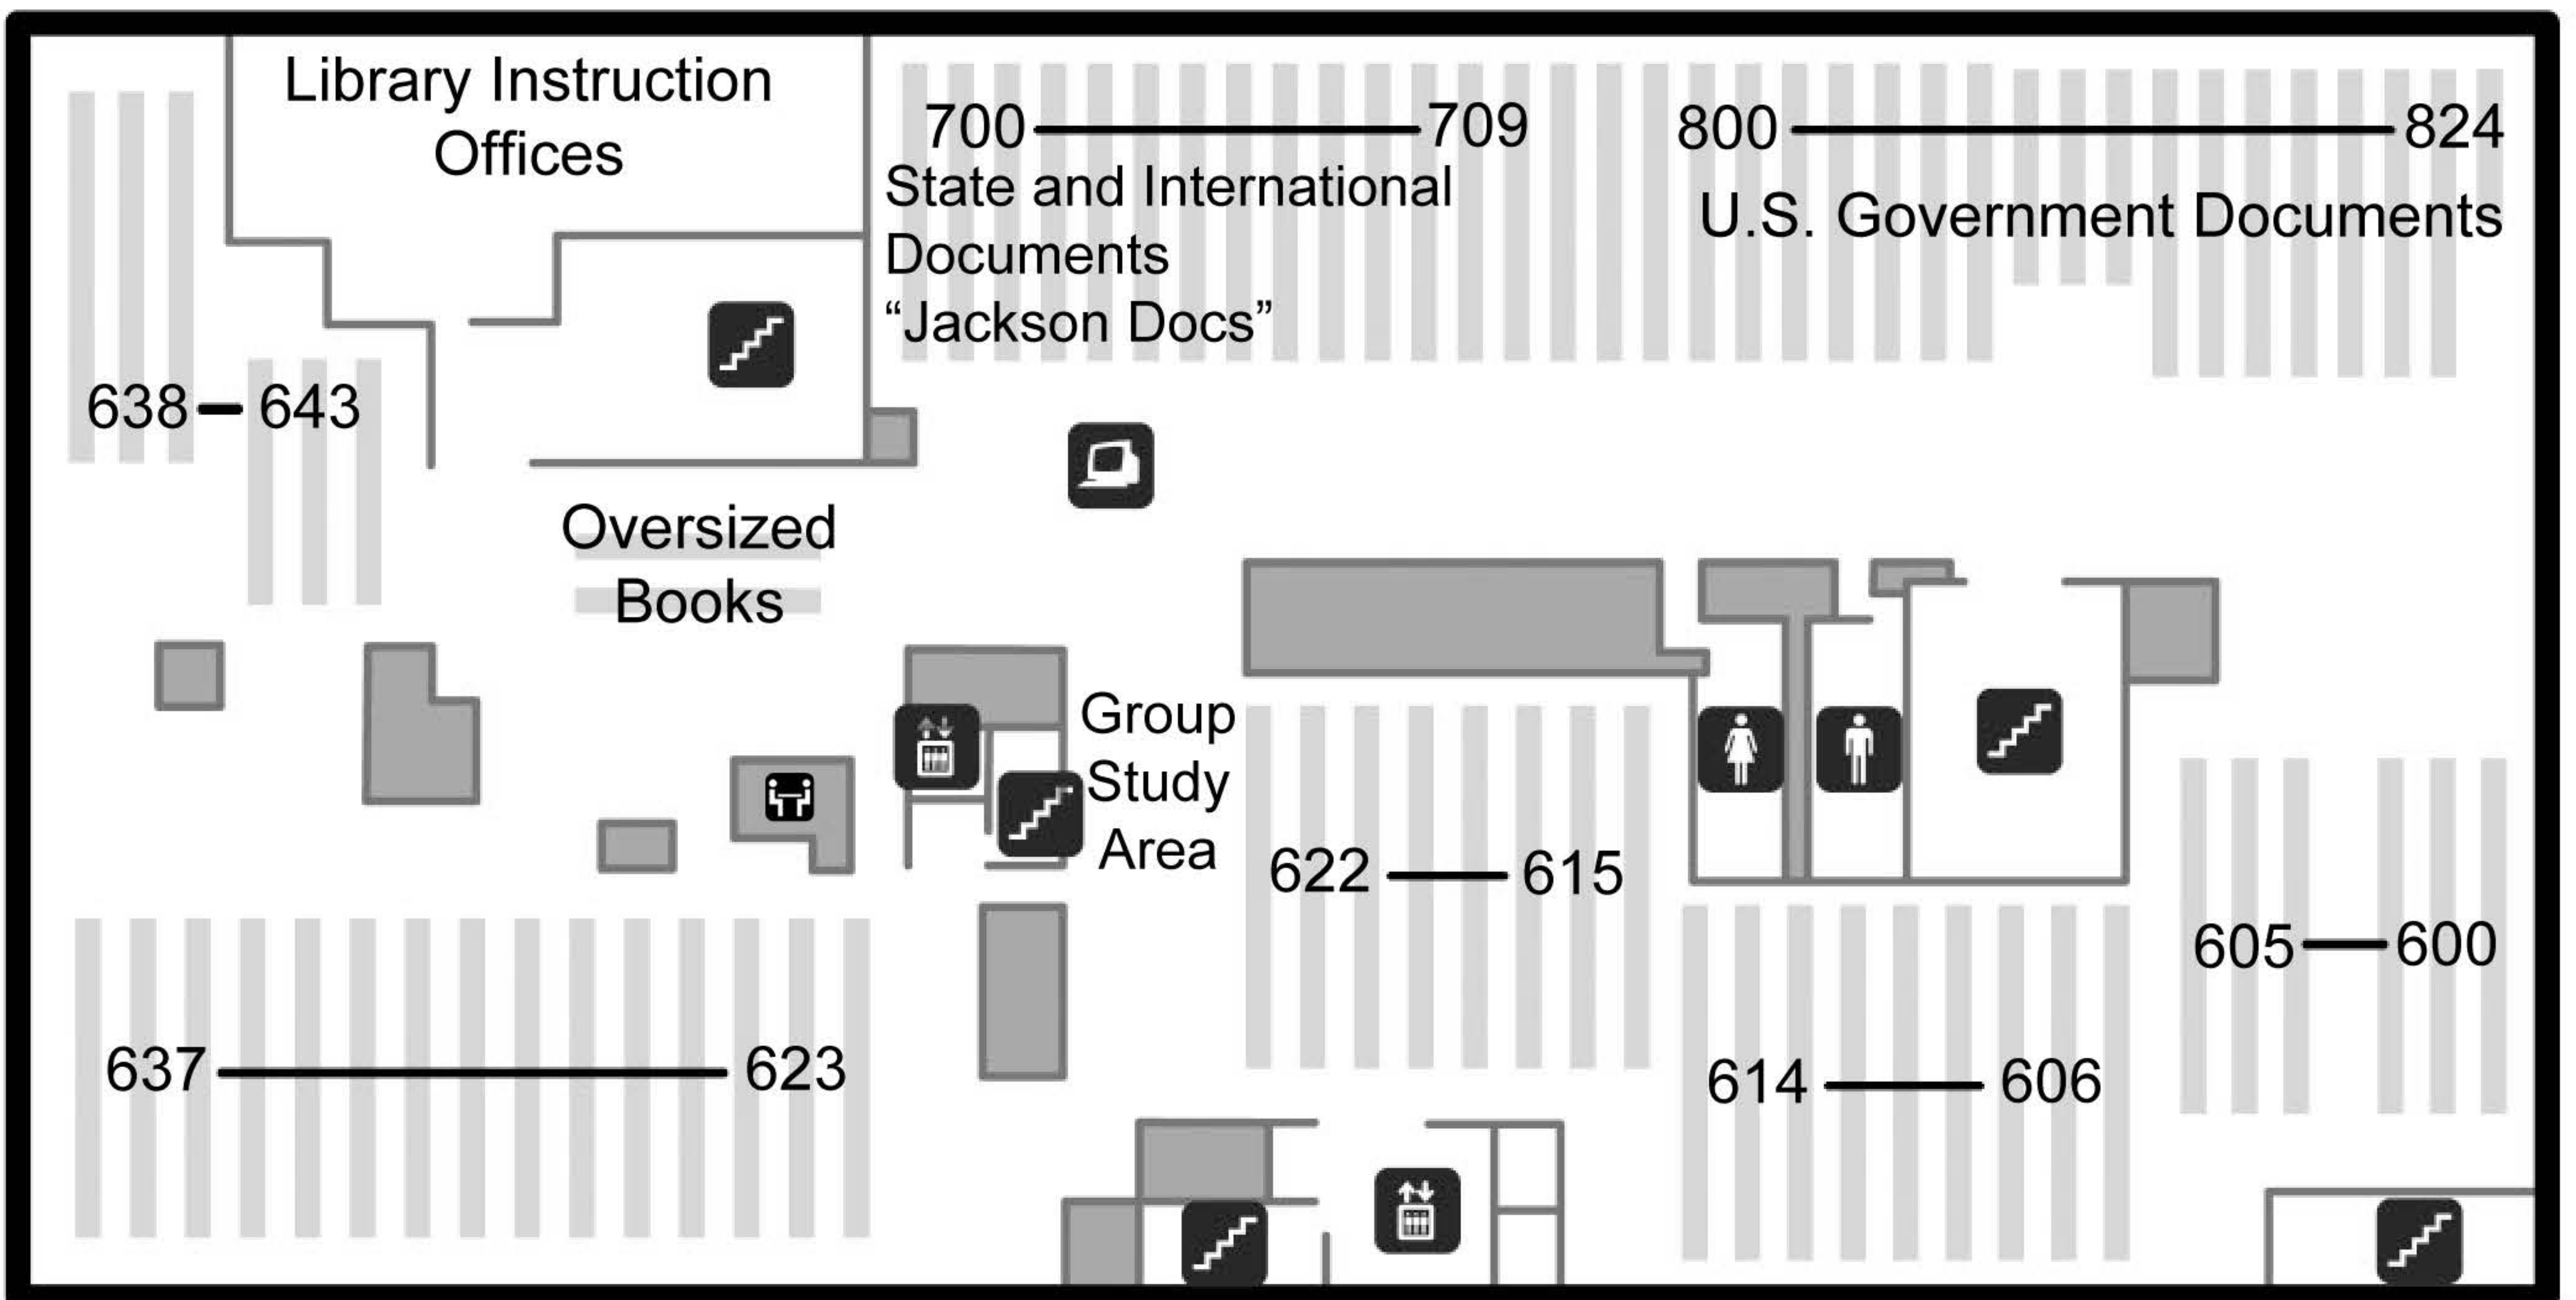 Library Instruction
Offices
700 709
State and International
Documents
“Jackson Docs”
800 824
U.S. Government Documents
638 643
Oversized
Books
Group
Study
Area
622 615
605 600
637 623
614 606